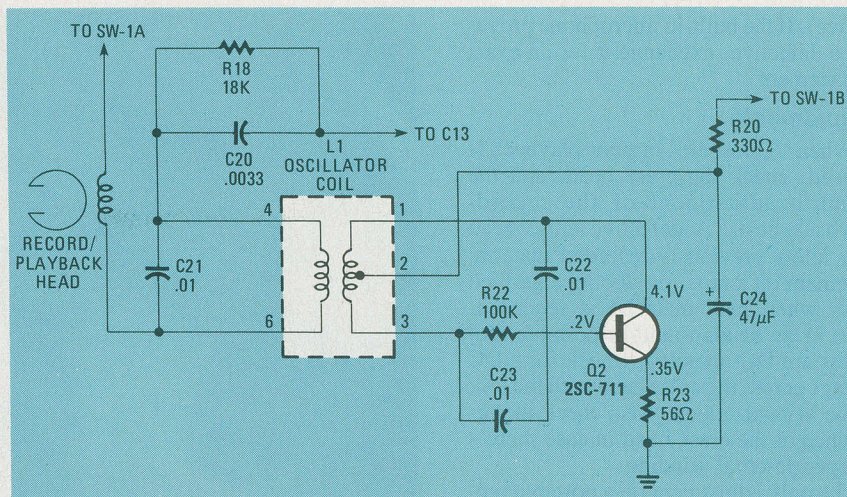 TO SW-1A
R18
18K
C20
.0033
TO C13
L1
OSCILLATOR
COIL
TO SW-1B
R20
330Ω
RECORD/
PLAYBACK
HEAD
C21
.01
4
6
1
2
3
C22
.01
R22
100K
.2V
4.1V
.35V
C23
.01
Q2
2SC-711
R23
56Ω
+
C24
47μF